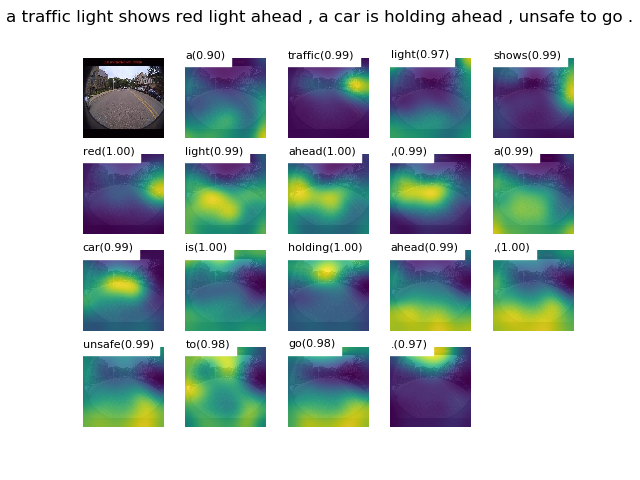 a traffic light shows red light ahead , a car is holding ahead , unsafe to go .
a(0.90) traffic(0.99) light(0.97) shows(0.99)
red(1.00) light(0.99) ahead(1.00) ,(0.99) a(0.99)
car(0.99) is(1.00) holding(1.00) ahead(0.99) ,(1.00)
unsafe(0.99) to(0.98) go(0.98) .(0.97)